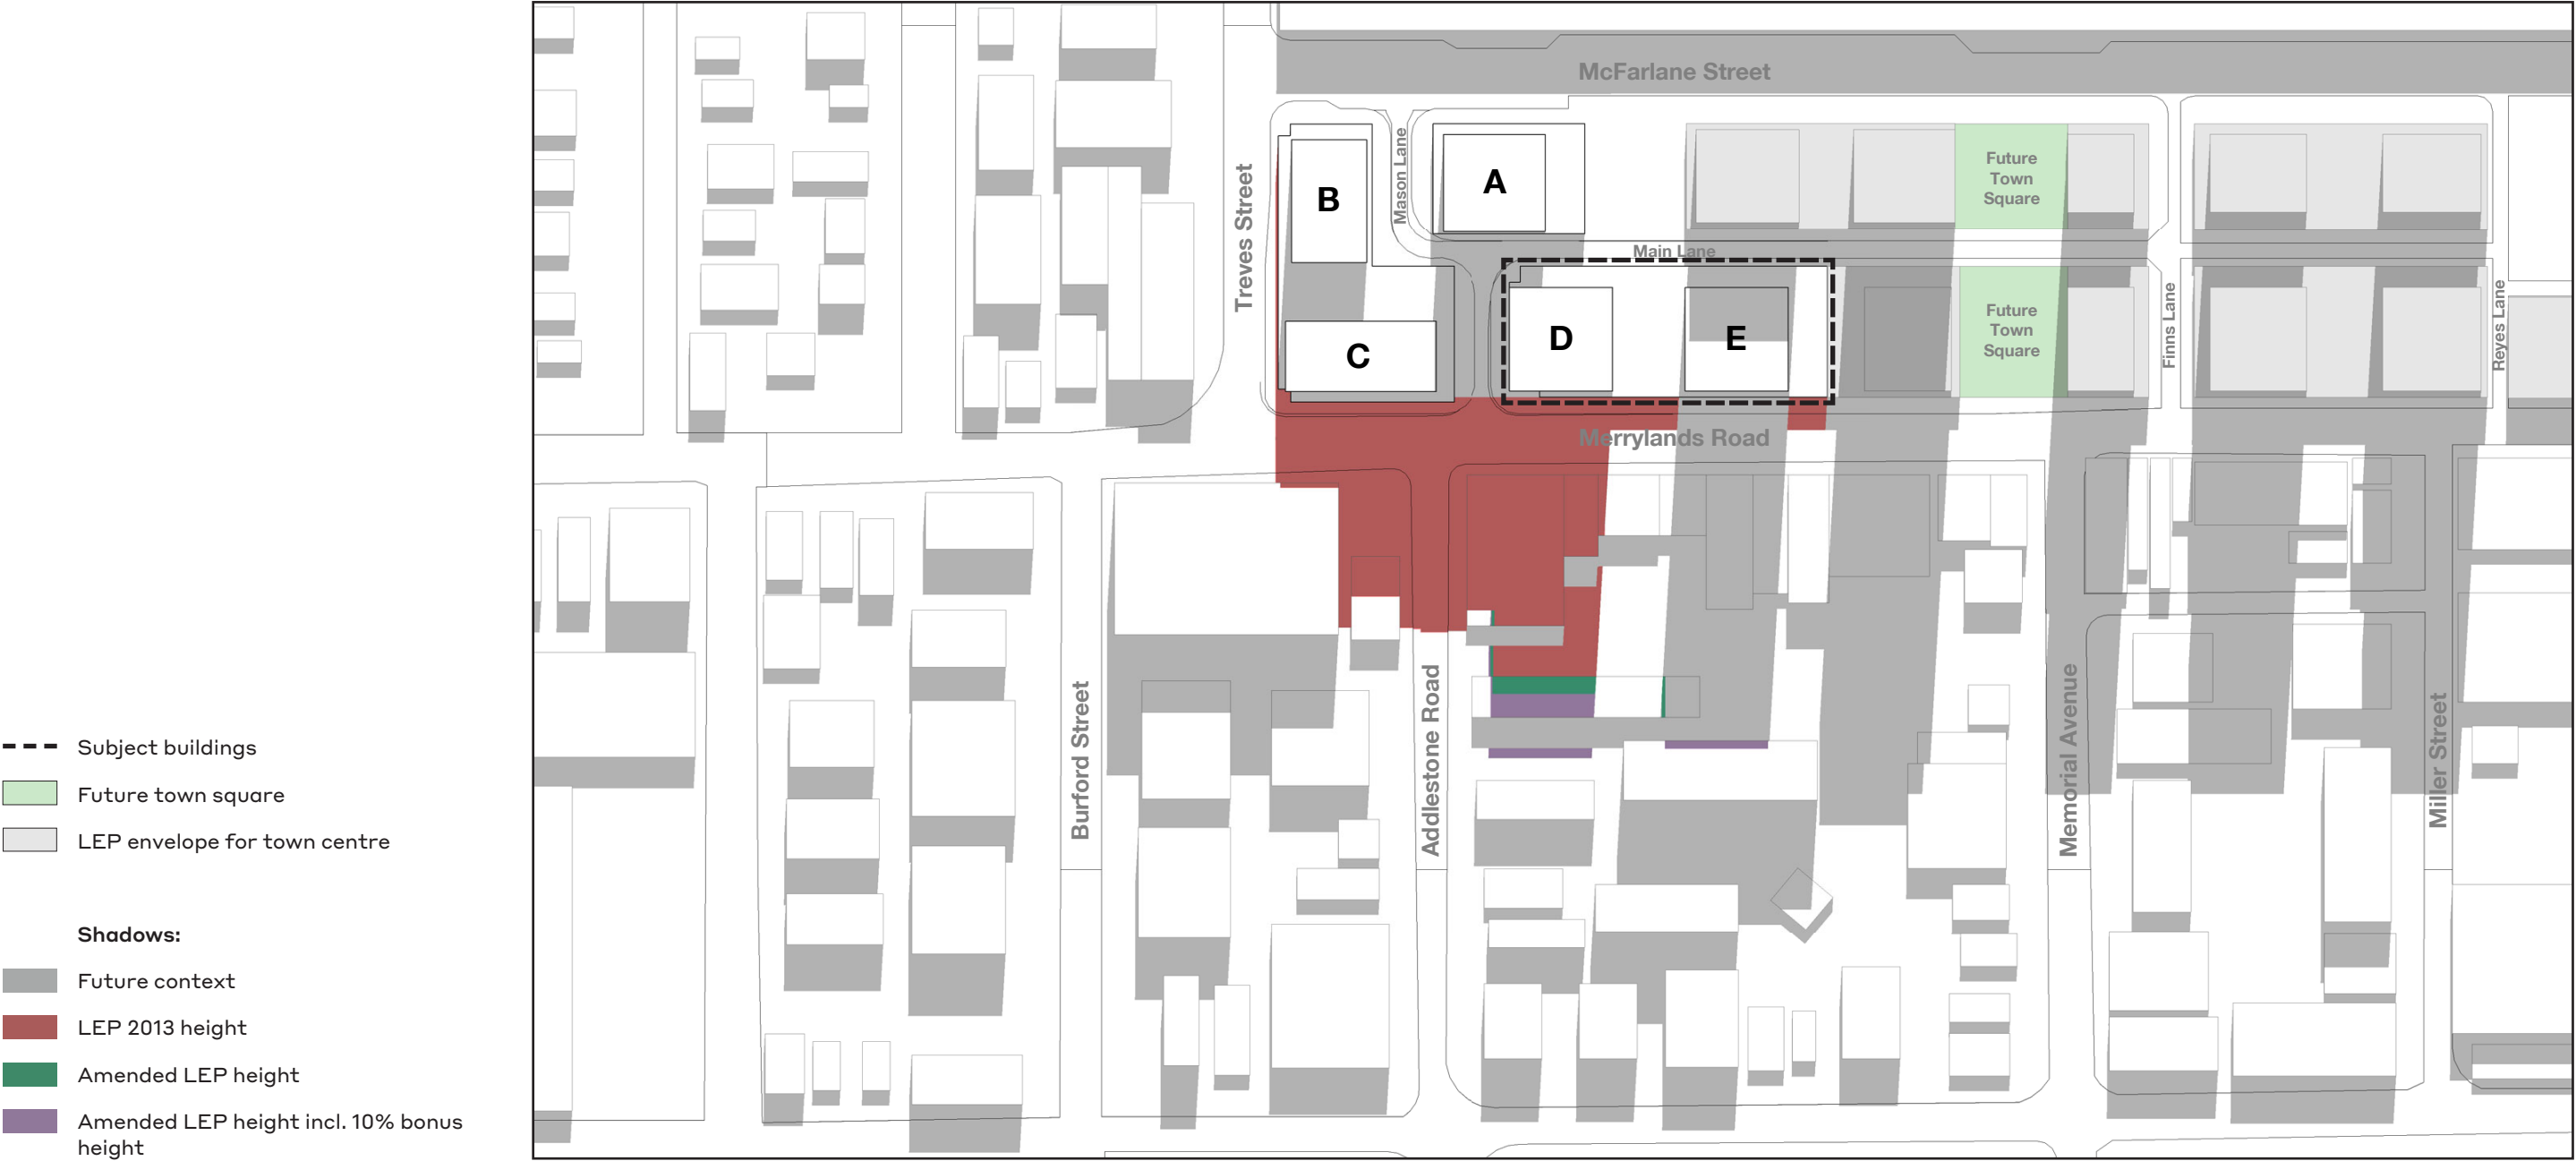 McFarlane Street
Mason Lane
Treves Street
B
A
Future
Town
Square
Main Lane
D
E
C
Future
Town
Square
Finns Lane
Reyes Lane
Merrylands Road
Burford Street
Addlestone Road
Memorial Avenue
Miller Street
Subject buildings
Future town square
LEP envelope for town centre
Shadows:
Future context
LEP 2013 height
Amended LEP height
Amended LEP height incl. 10% bonus
height